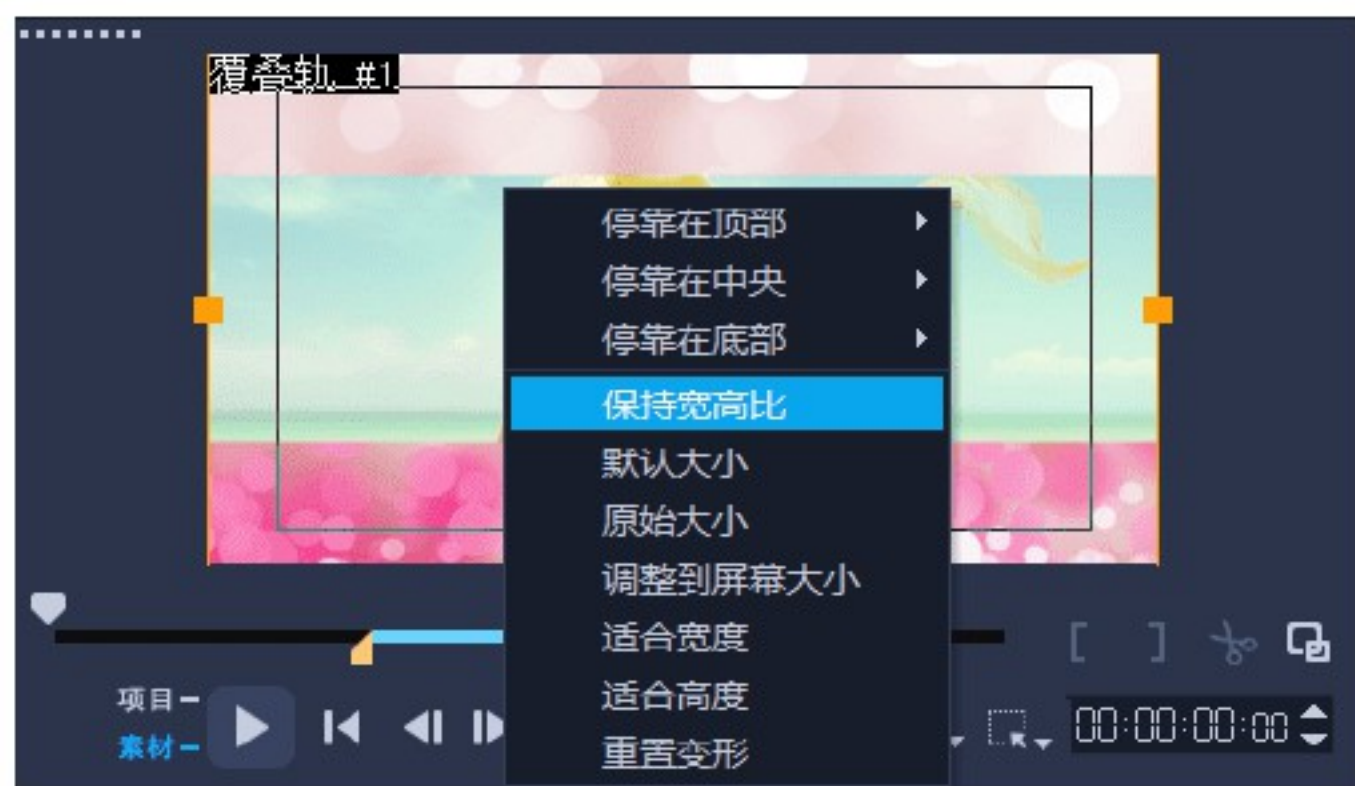 覆叠轨 #1
停靠在顶部
停靠在中央
停靠在底部
保持宽高比
默认大小
原始大小
调整到屏幕大小
适合宽度
适合高度
重置变形
项目
素材
00:00:00:00